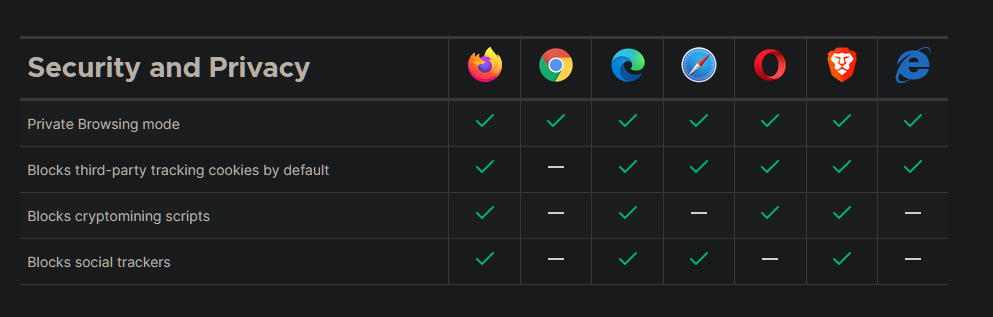 Security and Privacy
Private Browsing mode
Blocks third-party tracking cookies by default
Blocks cryptomining scripts
Blocks social trackers